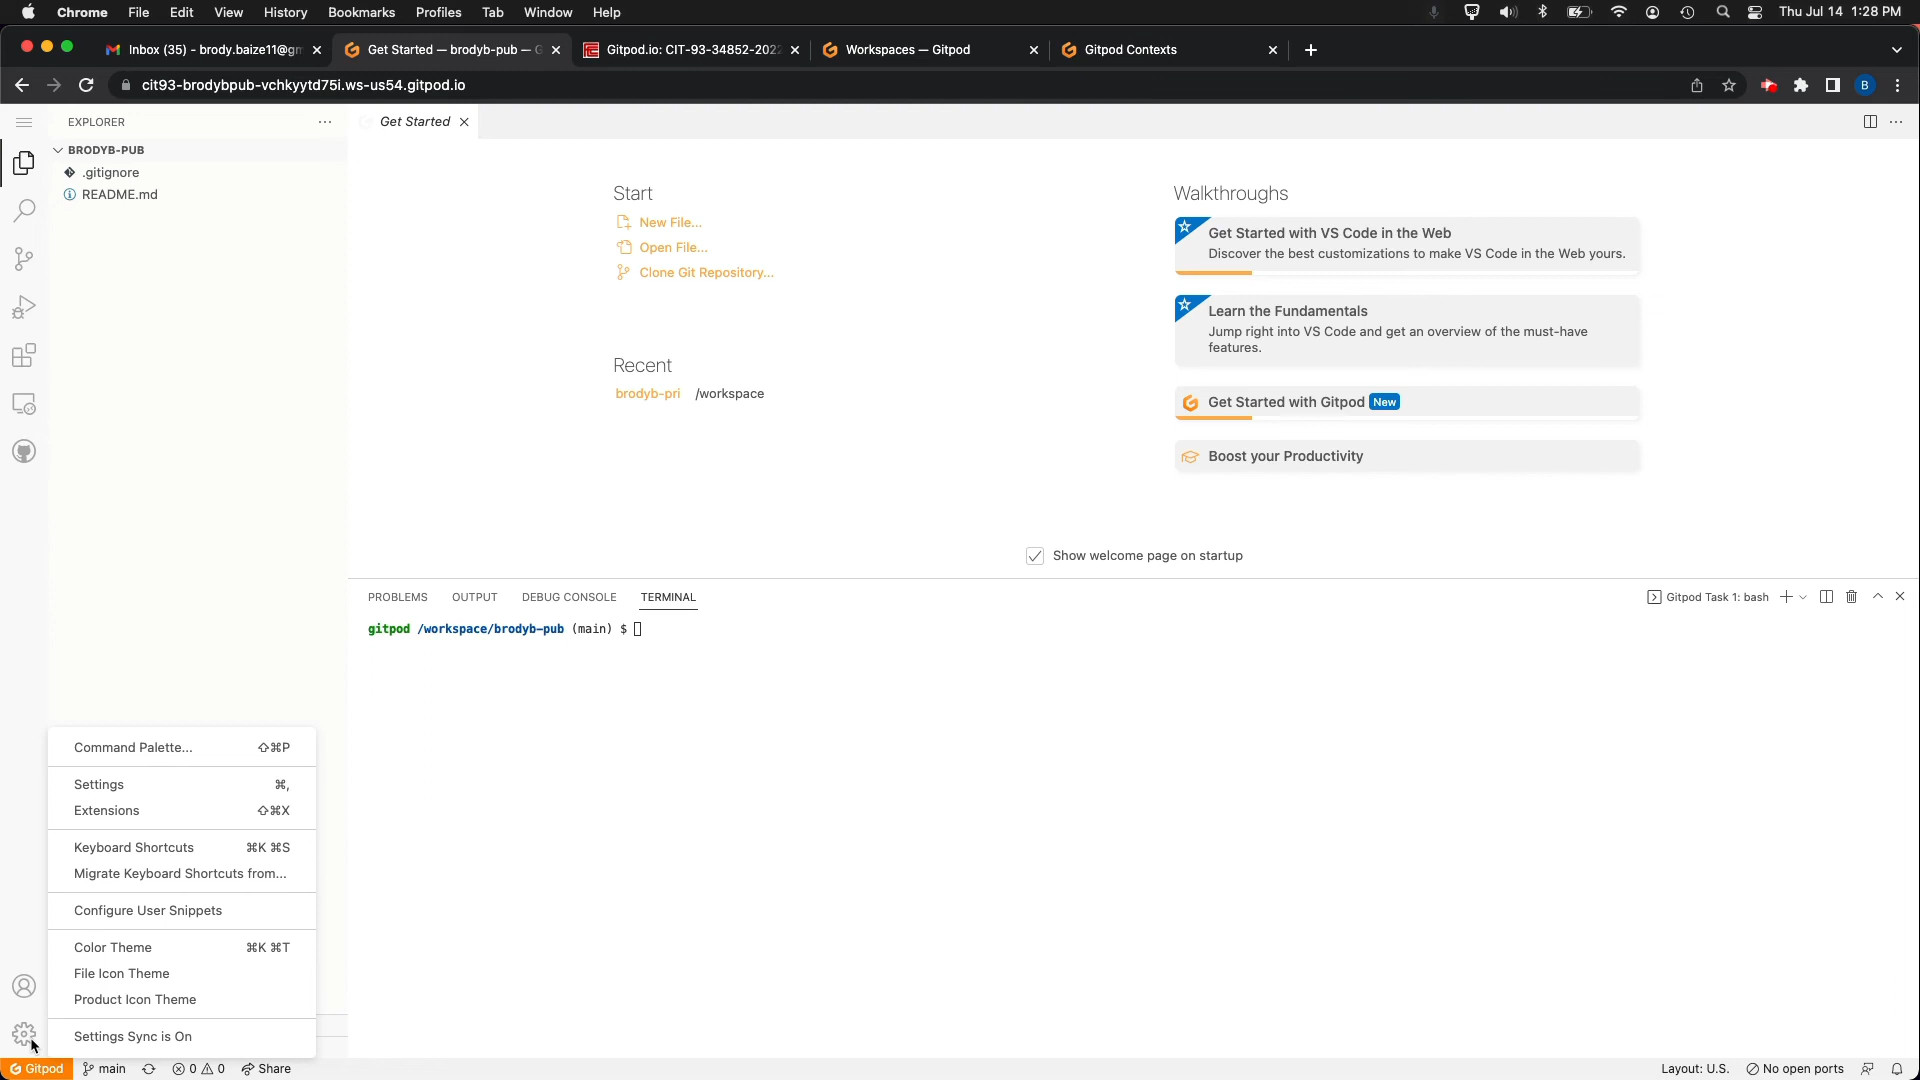 Chrome File Edit View History Bookmarks Profiles Tab Window Help Thu Jul 14 1:28 PM
Inbox (35) - brody.baize11@gm Get Started — brodyb-pub — G Gitpod.io: CIT-93-34852-2022 Workspaces — Gitpod Gitpod Contexts
cit93-brodybpub-vchkyytd75i.ws-us54.gitpod.io B
EXPLORER
Get Started
BRODYB-PUB
.gitignore
README.md
Start
New File...
Open File...
Clone Git Repository...
Recent
brodyb-pri /workspace
Walkthroughs
Get Started with VS Code in the Web
Discover the best customizations to make VS Code in the Web yours.
Learn the Fundamentals
Jump right into VS Code and get an overview of the must-have
features.
Get Started with Gitpod New
Boost your Productivity
Show welcome page on startup
PROBLEMS OUTPUT DEBUG CONSOLE TERMINAL Gitpod Task 1: bash
gitpod /workspace/brodyb-pub (main) $
Command Palette... ⇧⌘P
Settings ⌘,
Extensions ⇧⌘X
Keyboard Shortcuts ⌘K ⌘S
Migrate Keyboard Shortcuts from...
Configure User Snippets
Color Theme ⌘K ⌘T
File Icon Theme
Product Icon Theme
Settings Sync is On
Gitpod main 0 0 Share Layout: U.S. No open ports